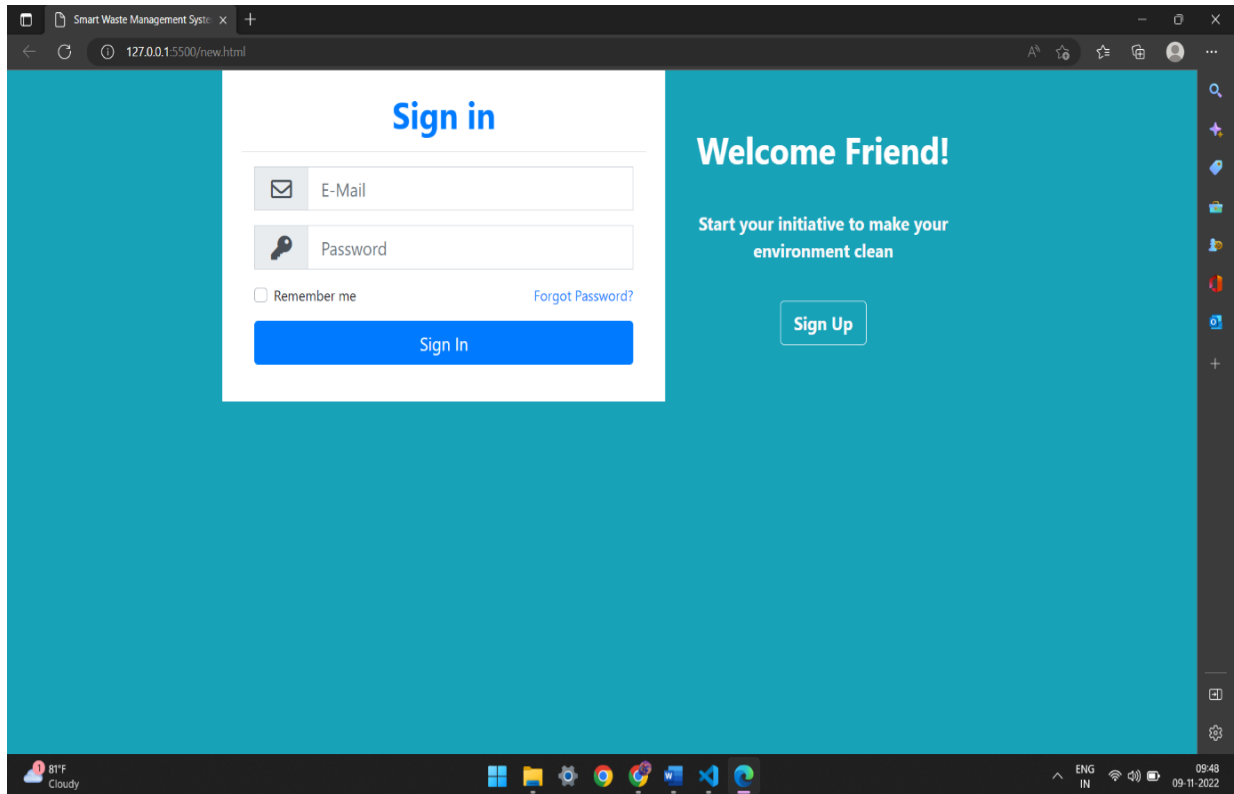 Smart Waste Management Syste
127.0.0.1:5500/new.html
Sign in
E-Mail
Password
Remember me
Forgot Password?
Sign In
Welcome Friend!
Start your initiative to make your
environment clean
Sign Up
1
81°F
Cloudy
ENG
IN
09:48
09-11-2022